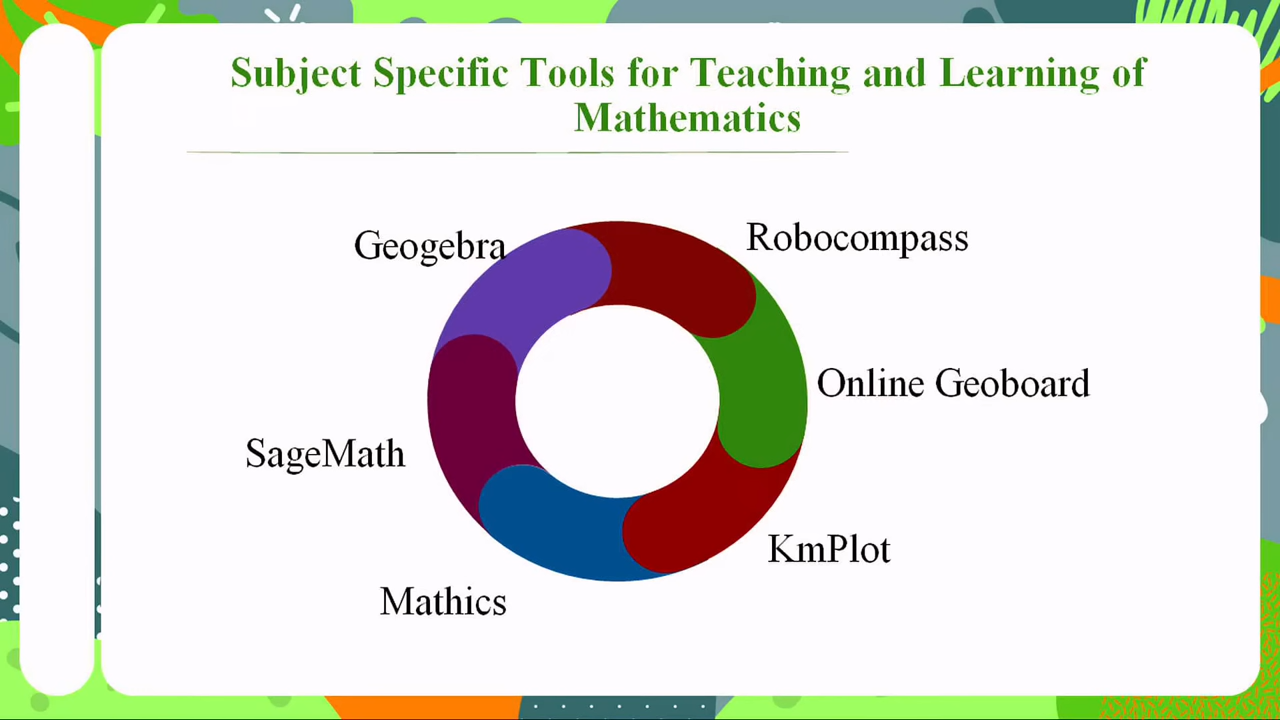 Subject Specific Tools for Teaching and Learning of
Mathematics
Geogebra
Robocompass
Online Geoboard
SageMath
KmPlot
Mathics